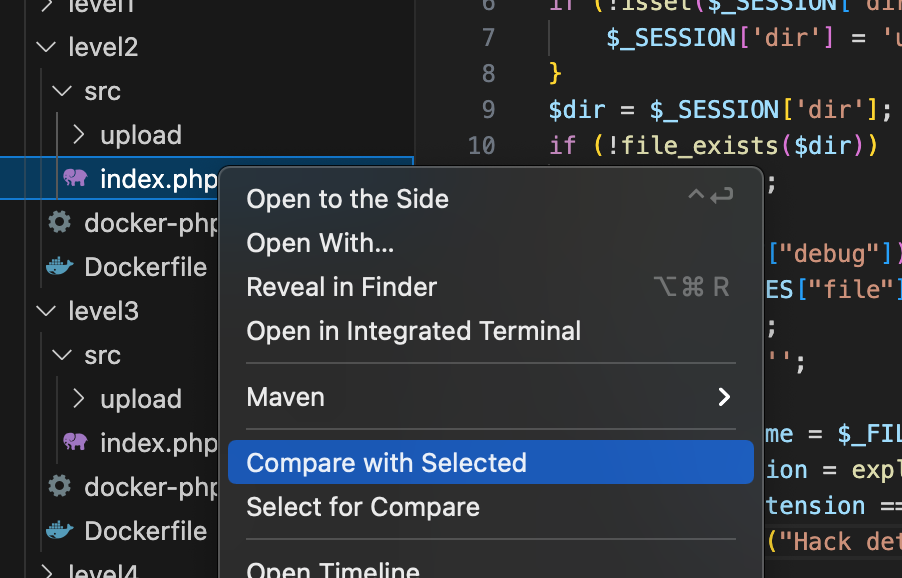 level1
level2
src
upload
index.php
docker-php
Dockerfile
level3
src
upload
index.php
docker-php
Dockerfile
level4
6 if (!isset($_SESSION['dir
7 $_SESSION['dir'] = 'u
8 }
9 $dir = $_SESSION['dir'];
10 if (!file_exists($dir))
;
["debug"])
ES["file"]
;
'';
me = $_FIL
ion = expl
tension ==
("Hack det
Open to the Side ^↩
Open With...
Reveal in Finder ⌥⌘ R
Open in Integrated Terminal
Maven
Compare with Selected
Select for Compare
Open Timeline